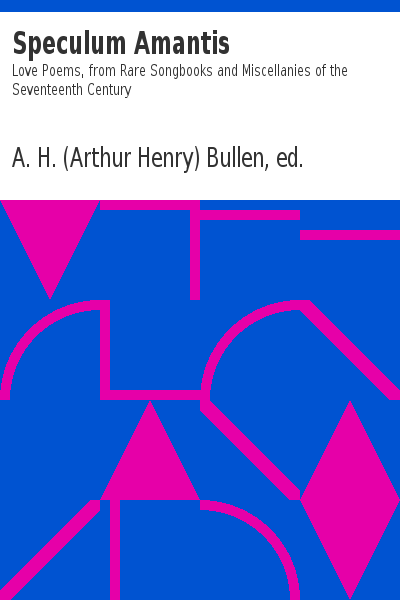 Speculum Amantis
Love Poems, from Rare Songbooks and Miscellanies of the
Seventeenth Century
A. H. (Arthur Henry) Bullen, ed.